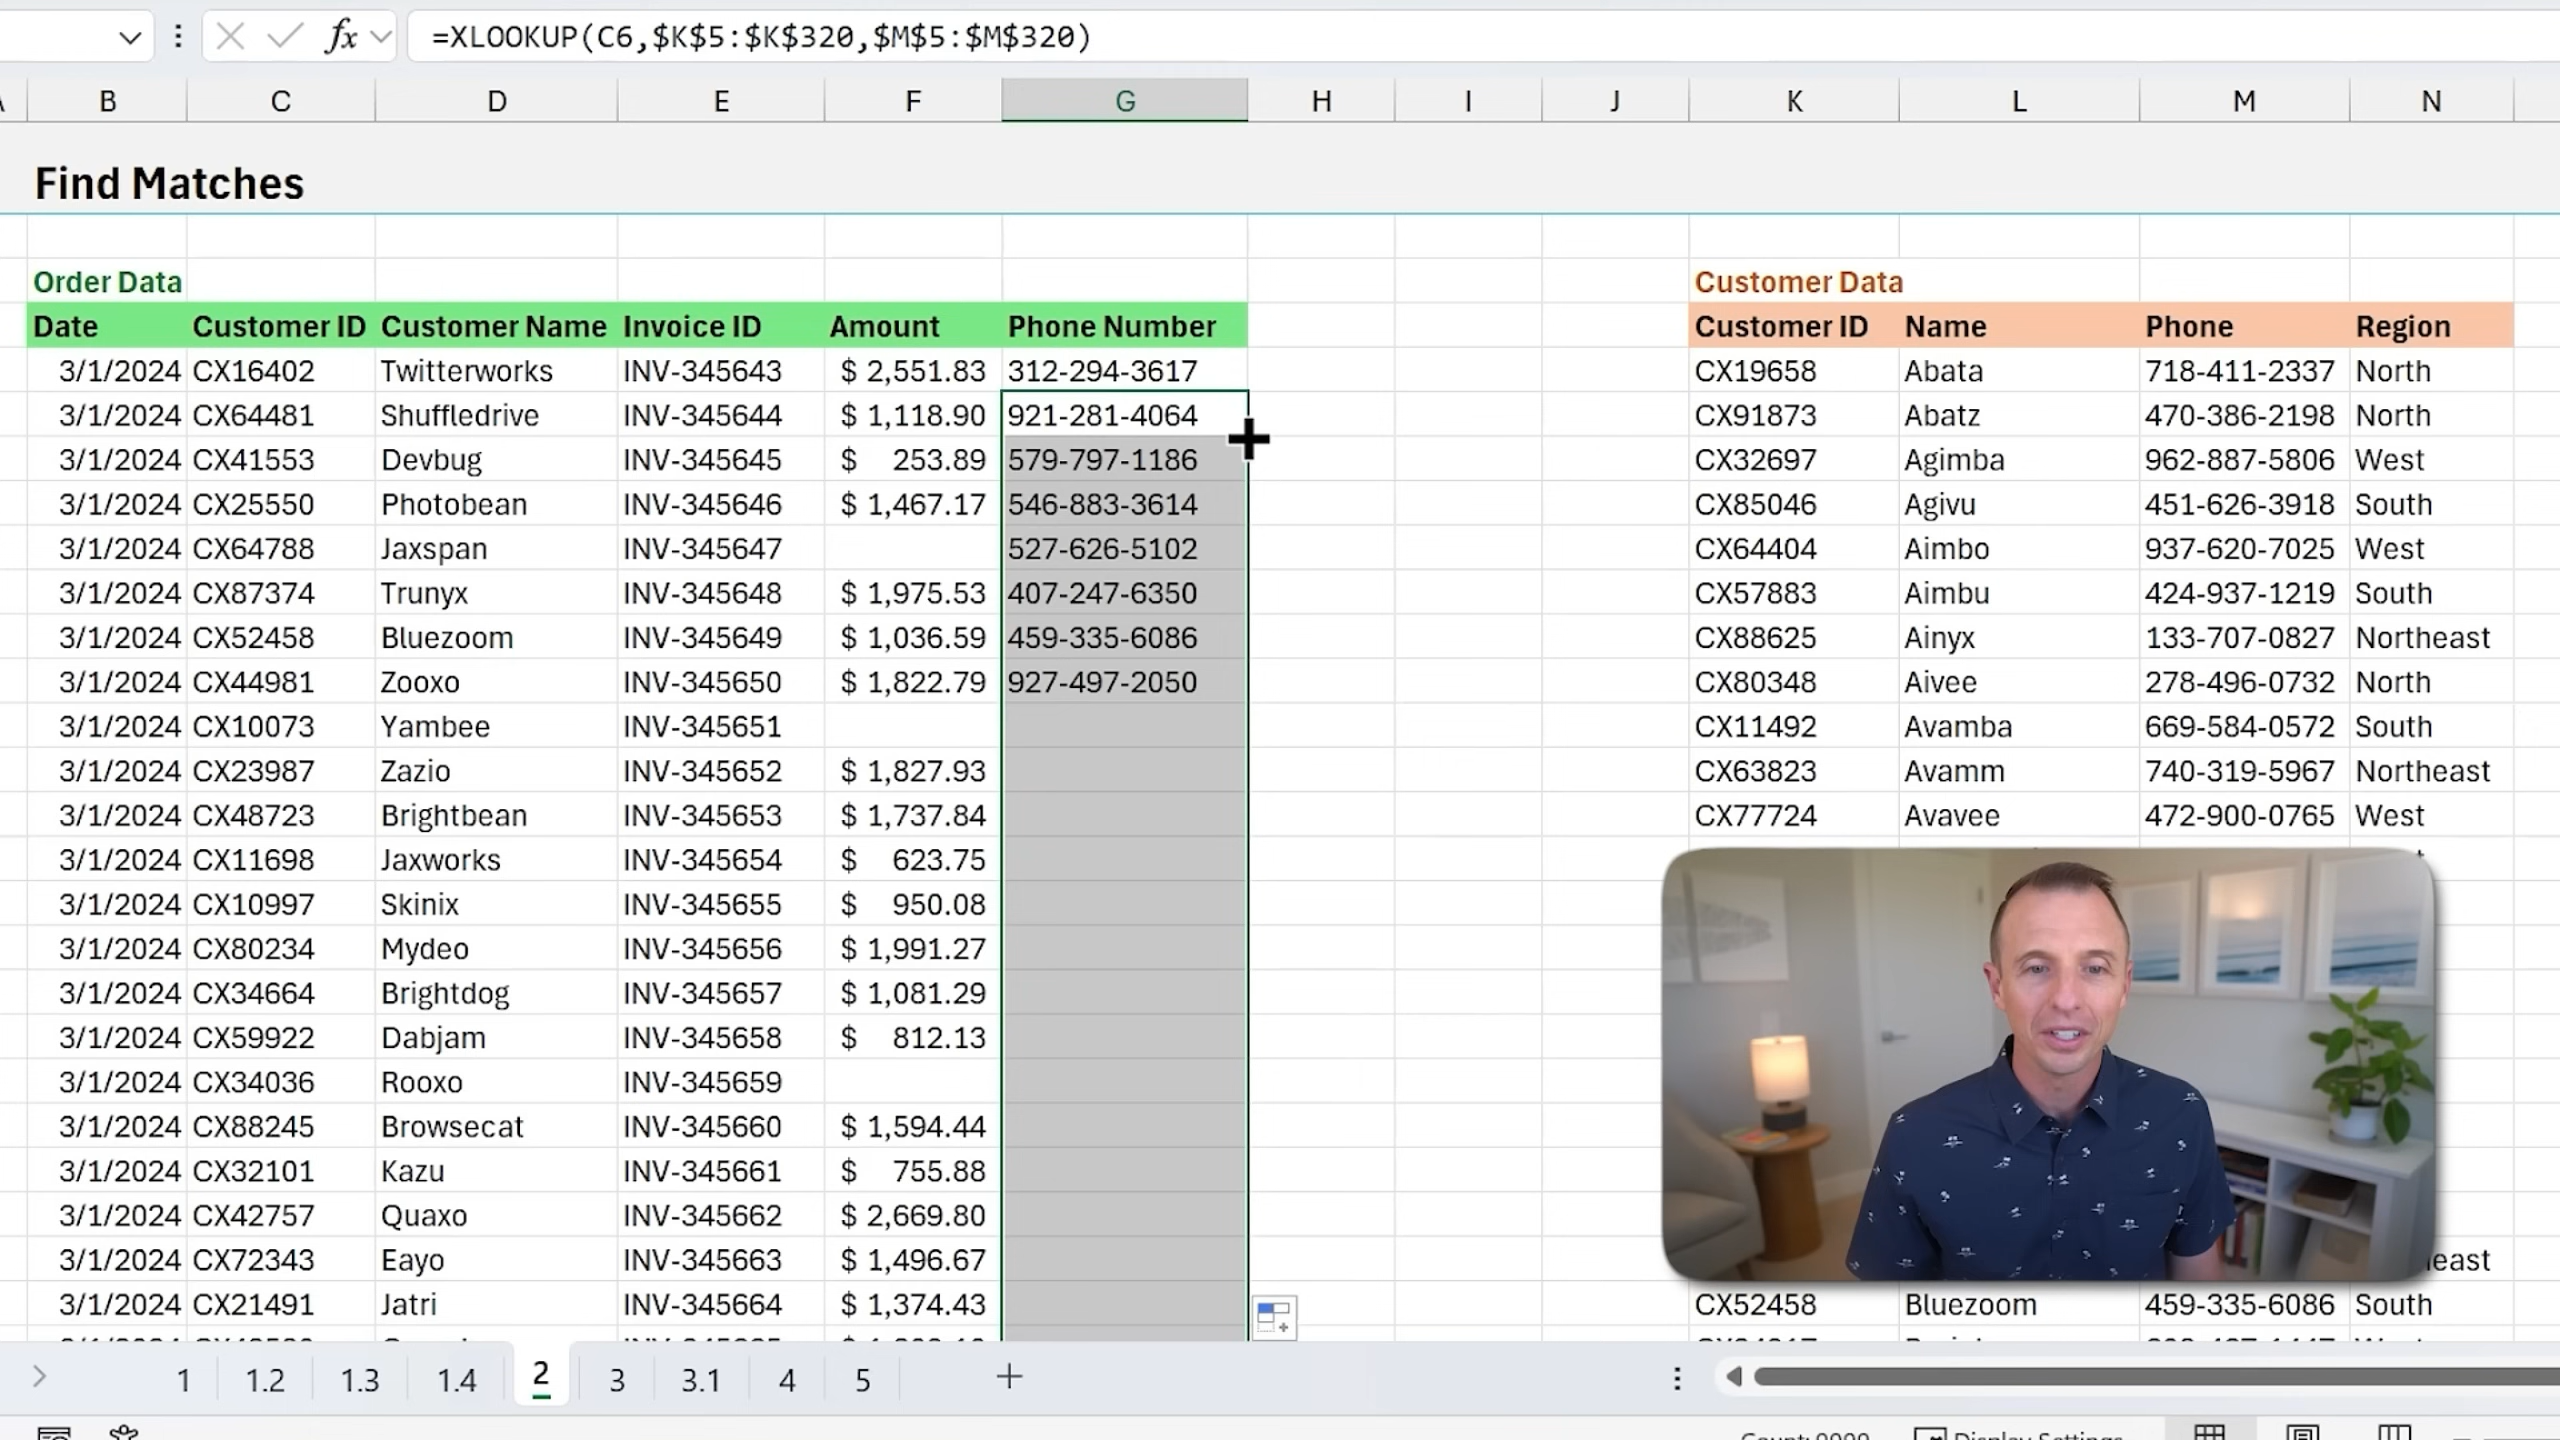 fx =XLOOKUP(C6,$K$5:$K$320,$M$5:$M$320)
B C D E F G H I J K L M N
Find Matches
Order Data Customer Data
Date Customer ID Customer Name Invoice ID Amount Phone Number Customer ID Name Phone Region
3/1/2024 CX16402 Twitterworks INV-345643 $ 2,551.83 312-294-3617 CX19658 Abata 718-411-2337 North
3/1/2024 CX64481 Shuffledrive INV-345644 $ 1,118.90 921-281-4064 CX91873 Abatz 470-386-2198 North
3/1/2024 CX41553 Devbug INV-345645 $ 253.89 579-797-1186 CX32697 Agimba 962-887-5806 West
3/1/2024 CX25550 Photobean INV-345646 $ 1,467.17 546-883-3614 CX85046 Agivu 451-626-3918 South
3/1/2024 CX64788 Jaxspan INV-345647 527-626-5102 CX64404 Aimbo 937-620-7025 West
3/1/2024 CX87374 Trunyx INV-345648 $ 1,975.53 407-247-6350 CX57883 Aimbu 424-937-1219 South
3/1/2024 CX52458 Bluezoom INV-345649 $ 1,036.59 459-335-6086 CX88625 Ainyx 133-707-0827 Northeast
3/1/2024 CX44981 Zooxo INV-345650 $ 1,822.79 927-497-2050 CX80348 Aivee 278-496-0732 North
3/1/2024 CX10073 Yambee INV-345651 CX11492 Avamba 669-584-0572 South
3/1/2024 CX23987 Zazio INV-345652 $ 1,827.93 CX63823 Avamm 740-319-5967 Northeast
3/1/2024 CX48723 Brightbean INV-345653 $ 1,737.84 CX77724 Avavee 472-900-0765 West
3/1/2024 CX11698 Jaxworks INV-345654 $ 623.75
3/1/2024 CX10997 Skinix INV-345655 $ 950.08
3/1/2024 CX80234 Mydeo INV-345656 $ 1,991.27
3/1/2024 CX34664 Brightdog INV-345657 $ 1,081.29
3/1/2024 CX59922 Dabjam INV-345658 $ 812.13
3/1/2024 CX34036 Rooxo INV-345659
3/1/2024 CX88245 Browsecat INV-345660 $ 1,594.44
3/1/2024 CX32101 Kazu INV-345661 $ 755.88
3/1/2024 CX42757 Quaxo INV-345662 $ 2,669.80
3/1/2024 CX72343 Eayo INV-345663 $ 1,496.67 east
3/1/2024 CX21491 Jatri INV-345664 $ 1,374.43 CX52458 Bluezoom 459-335-6086 South
1 1.2 1.3 1.4 2 3 3.1 4 5 +
Display Settings